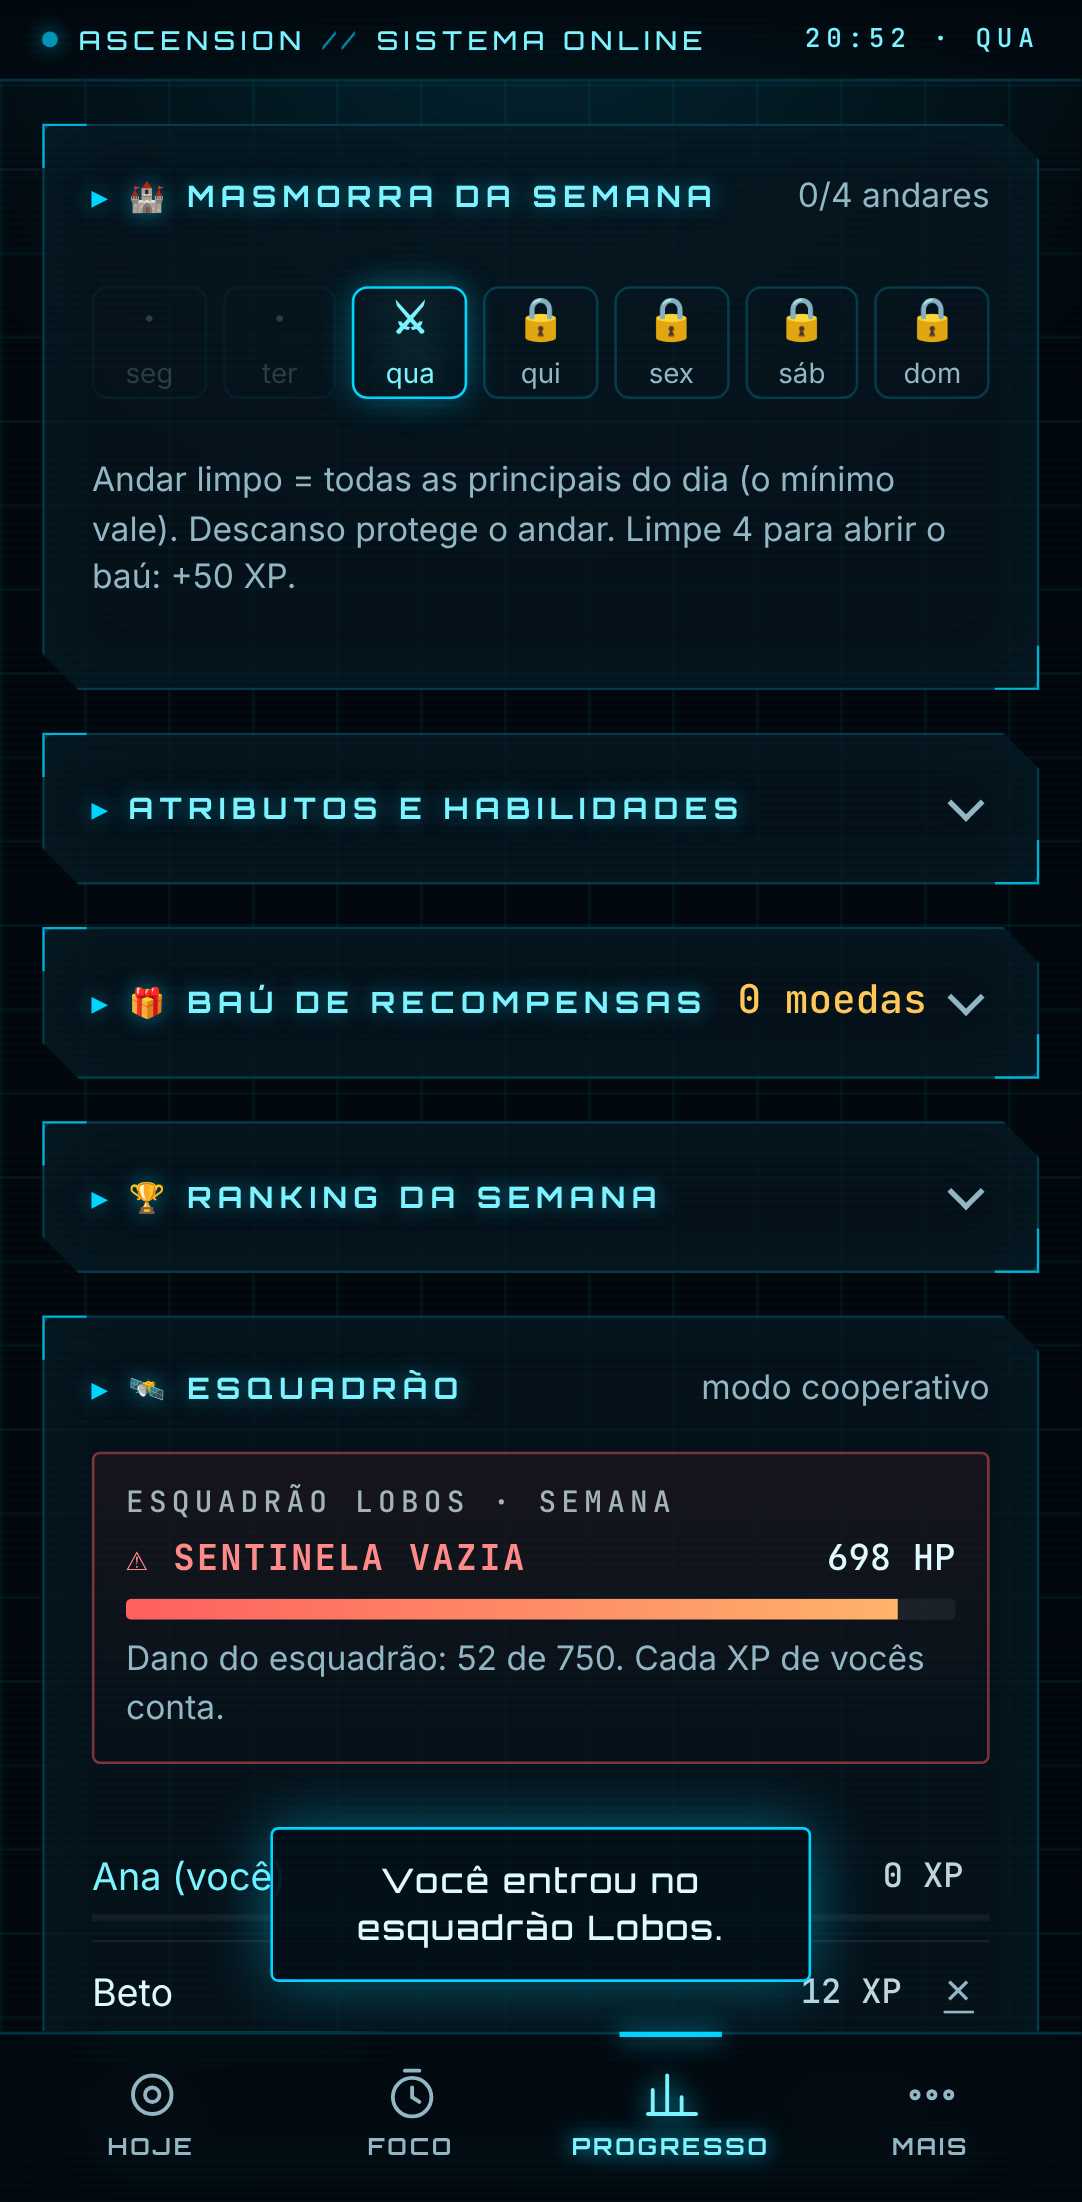 ASCENSION // SISTEMA ONLINE 20:52 · QUA
▸ 🏰 MASMORRA DA SEMANA 0/4 andares
seg ter qua qui sex sáb dom
Andar limpo = todas as principais do dia (o mínimo
vale). Descanso protege o andar. Limpe 4 para abrir o
baú: +50 XP.
▸ ATRIBUTOS E HABILIDADES
▸ 🎁 BAÚ DE RECOMPENSAS 0 moedas
▸ 🏆 RANKING DA SEMANA
▸ 🛰 ESQUADRÃO modo cooperativo
ESQUADRÃO LOBOS · SEMANA
⚠ SENTINELA VAZIA 698 HP
Dano do esquadrão: 52 de 750. Cada XP de vocês
conta.
Ana (você) 0 XP
Você entrou no
esquadrão Lobos.
Beto 12 XP ✕
HOJE FOCO PROGRESSO MAIS